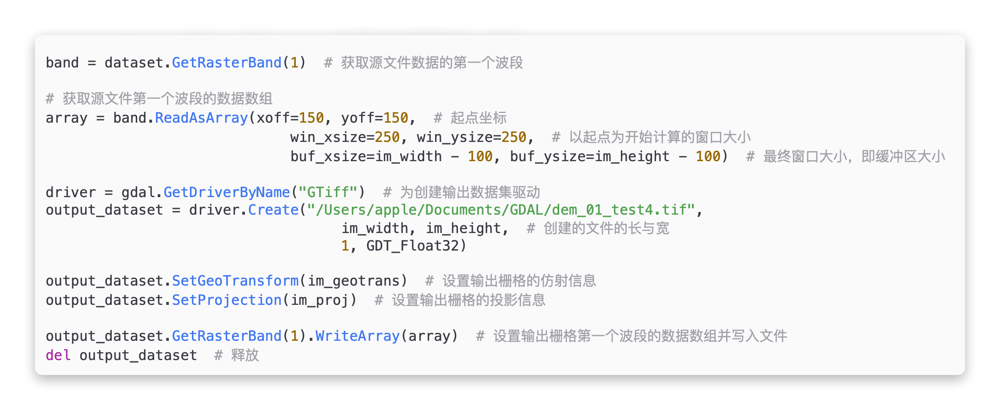 band = dataset.GetRasterBand(1)  # 获取源文件数据的第一个波段
# 获取源文件第一个波段的数据数组
array = band.ReadAsArray(xoff=150, yoff=150,  # 起点坐标
win_xsize=250, win_ysize=250,  # 以起点为开始计算的窗口大小
buf_xsize=im_width - 100, buf_ysize=im_height - 100)  # 最终窗口大小，即缓冲区大小
driver = gdal.GetDriverByName("GTiff")  # 为创建输出数据集驱动
output_dataset = driver.Create("/Users/apple/Documents/GDAL/dem_01_test4.tif",
im_width, im_height,  # 创建的文件的长与宽
1, GDT_Float32)
output_dataset.SetGeoTransform(im_geotrans)  # 设置输出栅格的仿射信息
output_dataset.SetProjection(im_proj)  # 设置输出栅格的投影信息
output_dataset.GetRasterBand(1).WriteArray(array)  # 设置输出栅格第一个波段的数据数组并写入文件
del output_dataset  # 释放